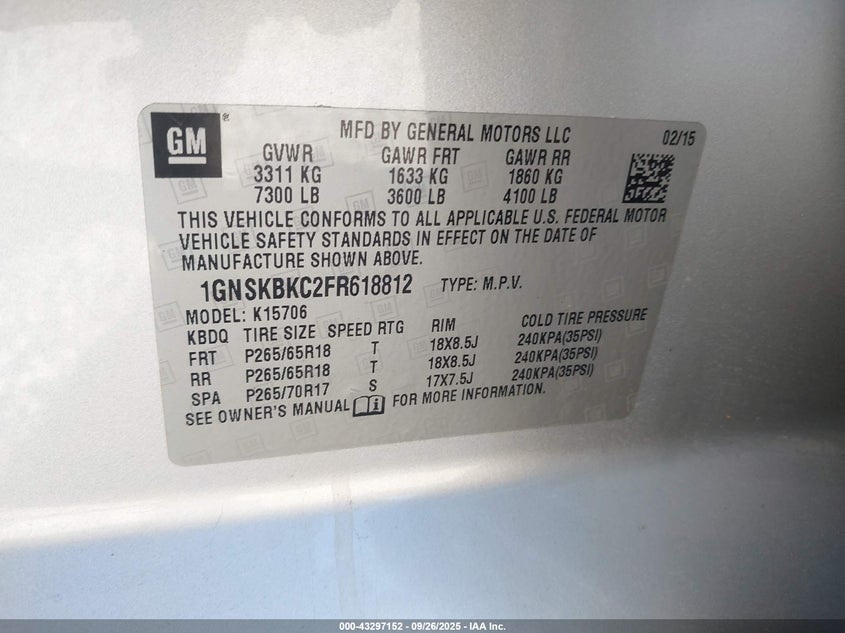 GM ®
MFD BY GENERAL MOTORS LLC 02/15
GVWR GAWR FRT GAWR RR
3311 KG 1633 KG 1860 KG
7300 LB 3600 LB 4100 LB
THIS VEHICLE CONFORMS TO ALL APPLICABLE U.S. FEDERAL MOTOR
VEHICLE SAFETY STANDARDS IN EFFECT ON THE DATE OF
MANUFACTURE SHOWN ABOVE.
1GNSKBKC2FR618812 TYPE: M.P.V.
MODEL: K15706
KBDQ TIRE SIZE SPEED RTG RIM COLD TIRE PRESSURE
FRT P265/65R18 T 18X8.5J 240KPA(35PSI)
RR P265/65R18 T 18X8.5J 240KPA(35PSI)
SPA P265/70R17 S 17X7.5J 240KPA(35PSI)
SEE OWNER'S MANUAL FOR MORE INFORMATION.
000-43297152 - 09/26/2025 - IAA Inc.